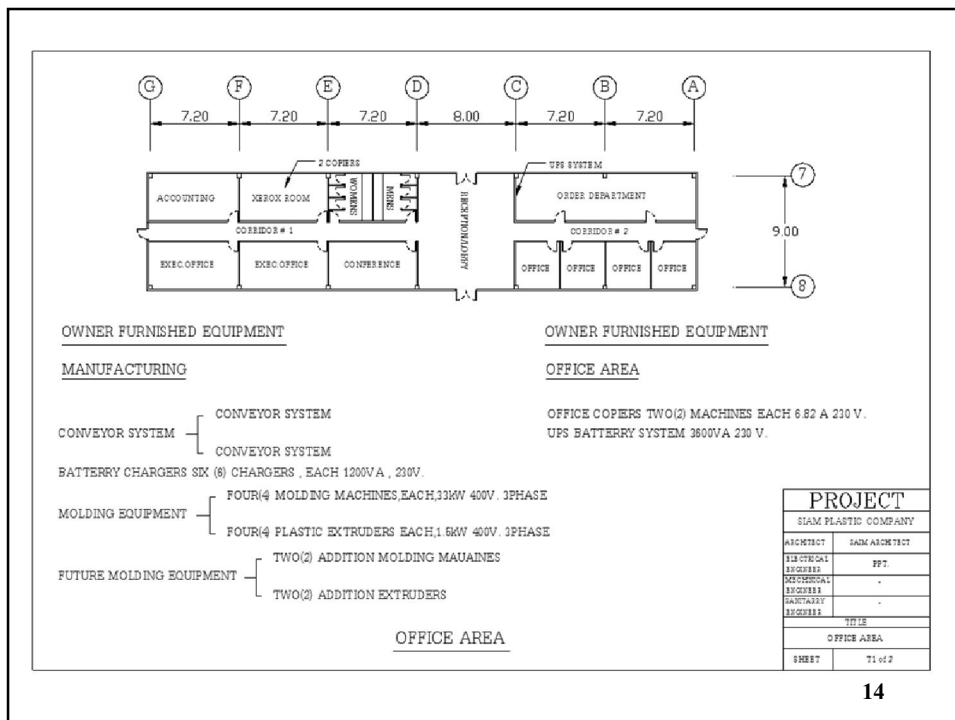 G F E D C B A
7.20 7.20 7.20 8.00 7.20 7.20
2 COPIERS
UPS SYSTEM
7
ACCOUNTING
XEROX ROOM
WOMENS
MENS
RECEPTION/LOBBY
ORDER DEPARTMENT
CORRIDOR # 1
CORRIDOR # 2
9.00
EXEC.OFFICE
EXEC.OFFICE
CONFERENCE
OFFICE
OFFICE
OFFICE
OFFICE
8
OWNER FURNISHED EQUIPMENT
MANUFACTURING
CONVEYOR SYSTEM
CONVEYOR SYSTEM
CONVEYOR SYSTEM
BATTERRY CHARGERS SIX (6) CHARGERS , EACH 1200VA , 230V.
FOUR(4) MOLDING MACHINES,EACH,33kW 400V. 3PHASE
MOLDING EQUIPMENT
FOUR(4) PLASTIC EXTRUDERS EACH,1.5kW 400V. 3PHASE
TWO(2) ADDITION MOLDING MAUAINES
FUTURE MOLDING EQUIPMENT
TWO(2) ADDITION EXTRUDERS
OWNER FURNISHED EQUIPMENT
OFFICE AREA
OFFICE COPIERS TWO(2) MACHINES EACH 6.82 A 230 V.
UPS BATTERRY SYSTEM 3600VA 230 V.
OFFICE AREA
PROJECT
SIAM PLASTIC COMPANY
ARCHITECT SAIM ARCHITECT
ELECTRICAL ENGINEER PPT.
MECHNICAL ENGINEER -
SANITARRY ENGINEER -
TITLE
OFFICE AREA
SHEET T1 of 2
14